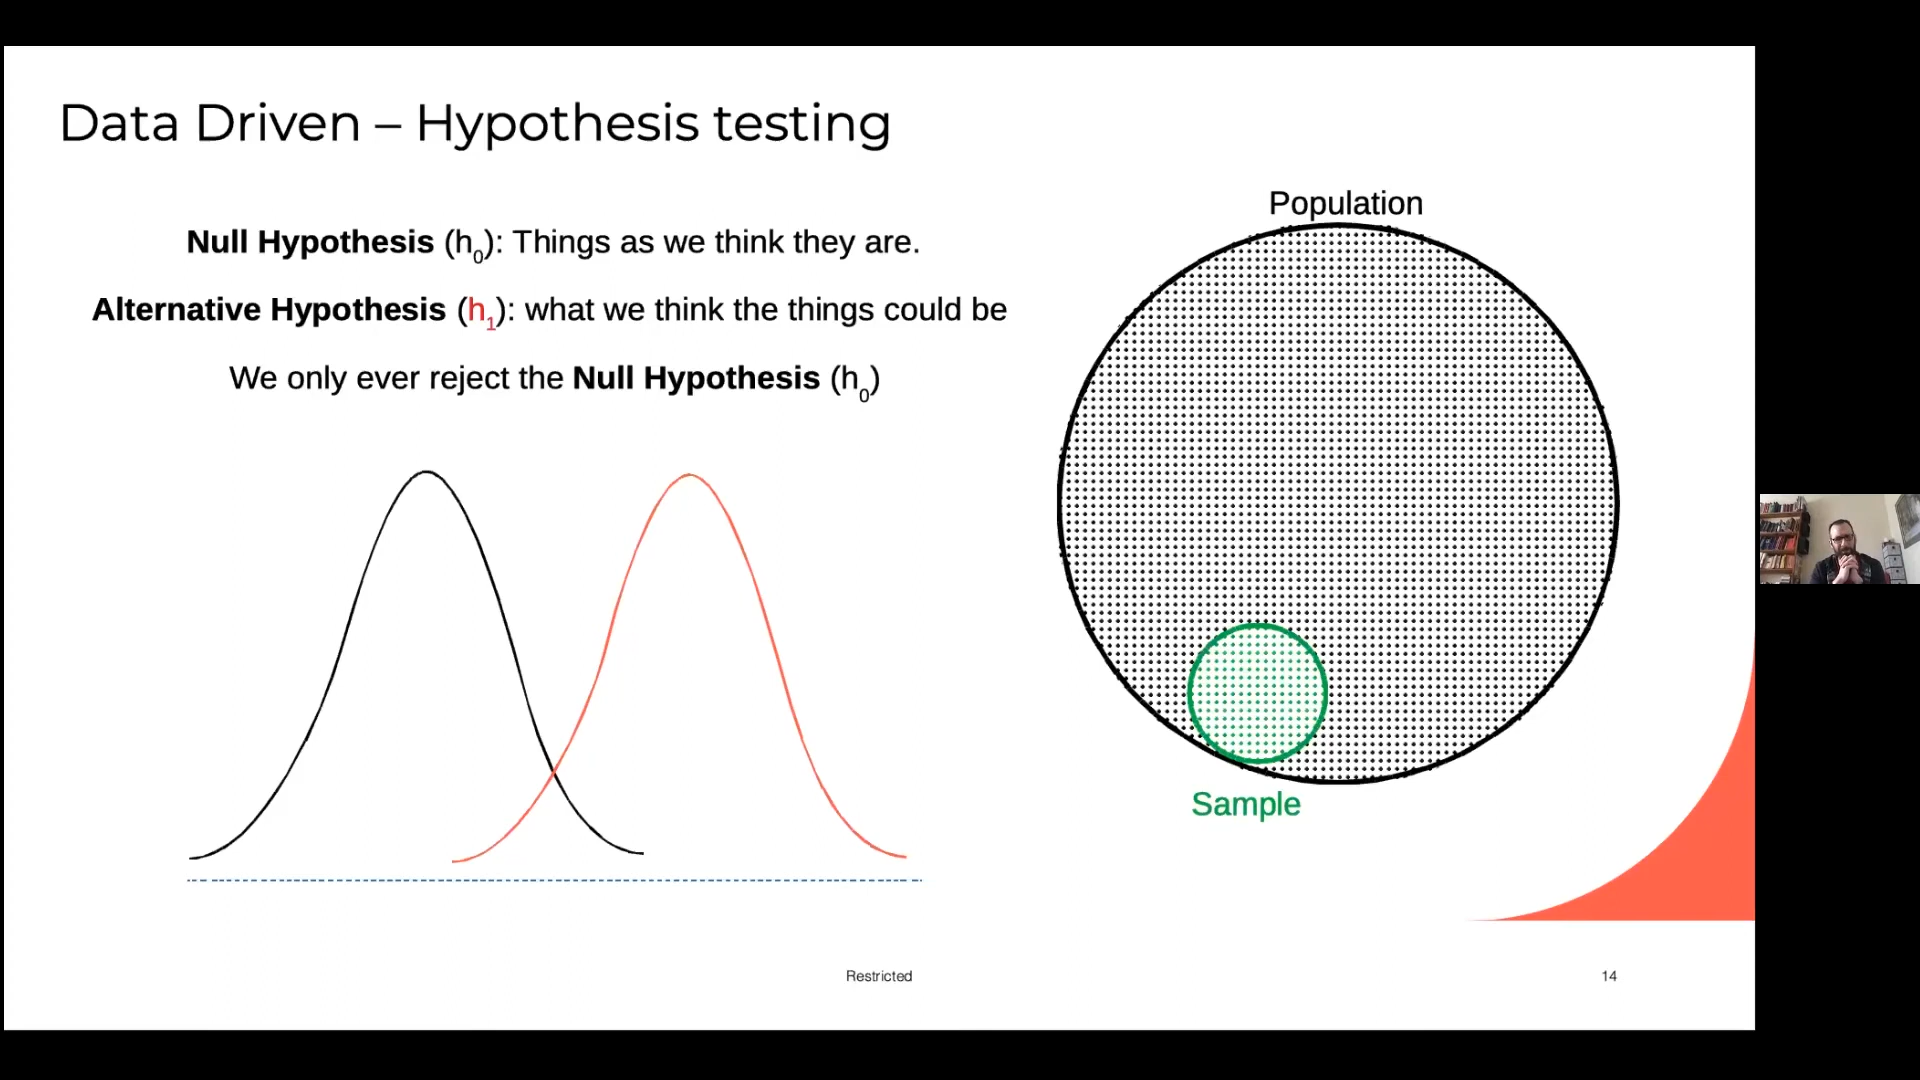 Data Driven – Hypothesis testing
Null Hypothesis (h0): Things as we think they are.
Alternative Hypothesis (h1): what we think the things could be
We only ever reject the Null Hypothesis (h0)
Population
Sample
Restricted
14